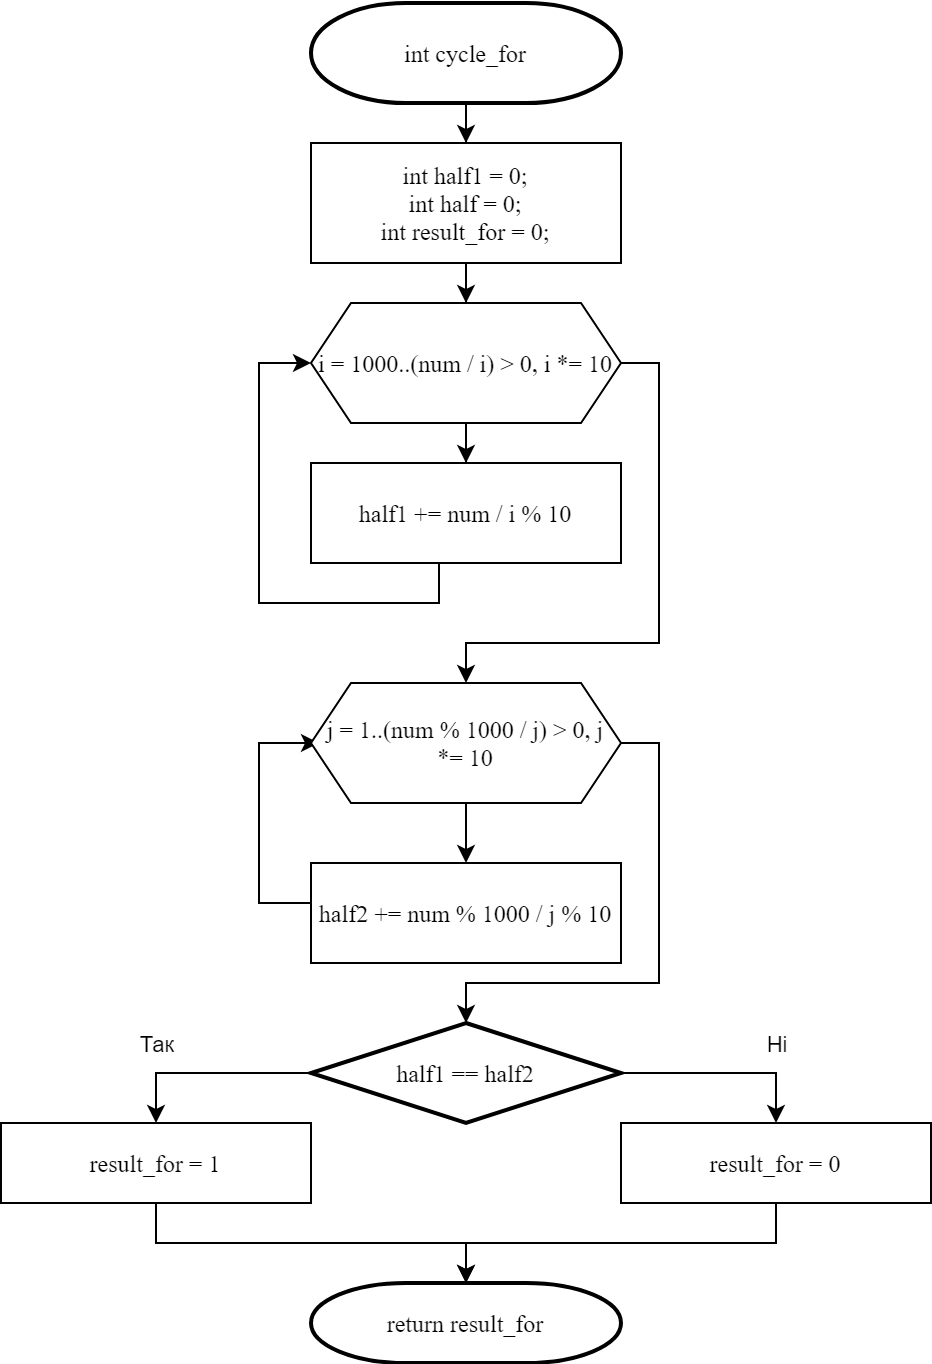 int cycle_for
int half1 = 0;
int half = 0;
int result_for = 0;
i = 1000..(num / i) > 0, i *= 10
half1 += num / i % 10
j = 1..(num % 1000 / j) > 0, j
*= 10
half2 += num % 1000 / j % 10
Так
Ні
half1 == half2
result_for = 1
result_for = 0
return result_for